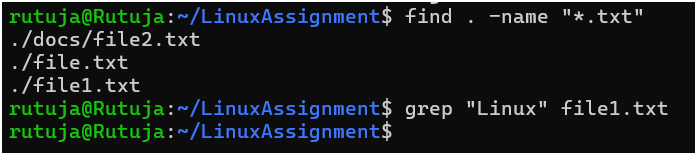 rutuja@Rutuja:~/LinuxAssignment$ find . -name "*.txt"
./docs/file2.txt
./file.txt
./file1.txt
rutuja@Rutuja:~/LinuxAssignment$ grep "Linux" file1.txt
rutuja@Rutuja:~/LinuxAssignment$